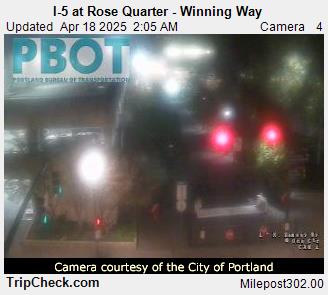 I-5 at Rose Quarter - Winning Way
Updated Apr 18 2025 2:05 AM Camera 4
PBOT
PORTLAND BUREAU OF TRANSPORTATION
Camera courtesy of the City of Portland
TripCheck.com Milepost302.00